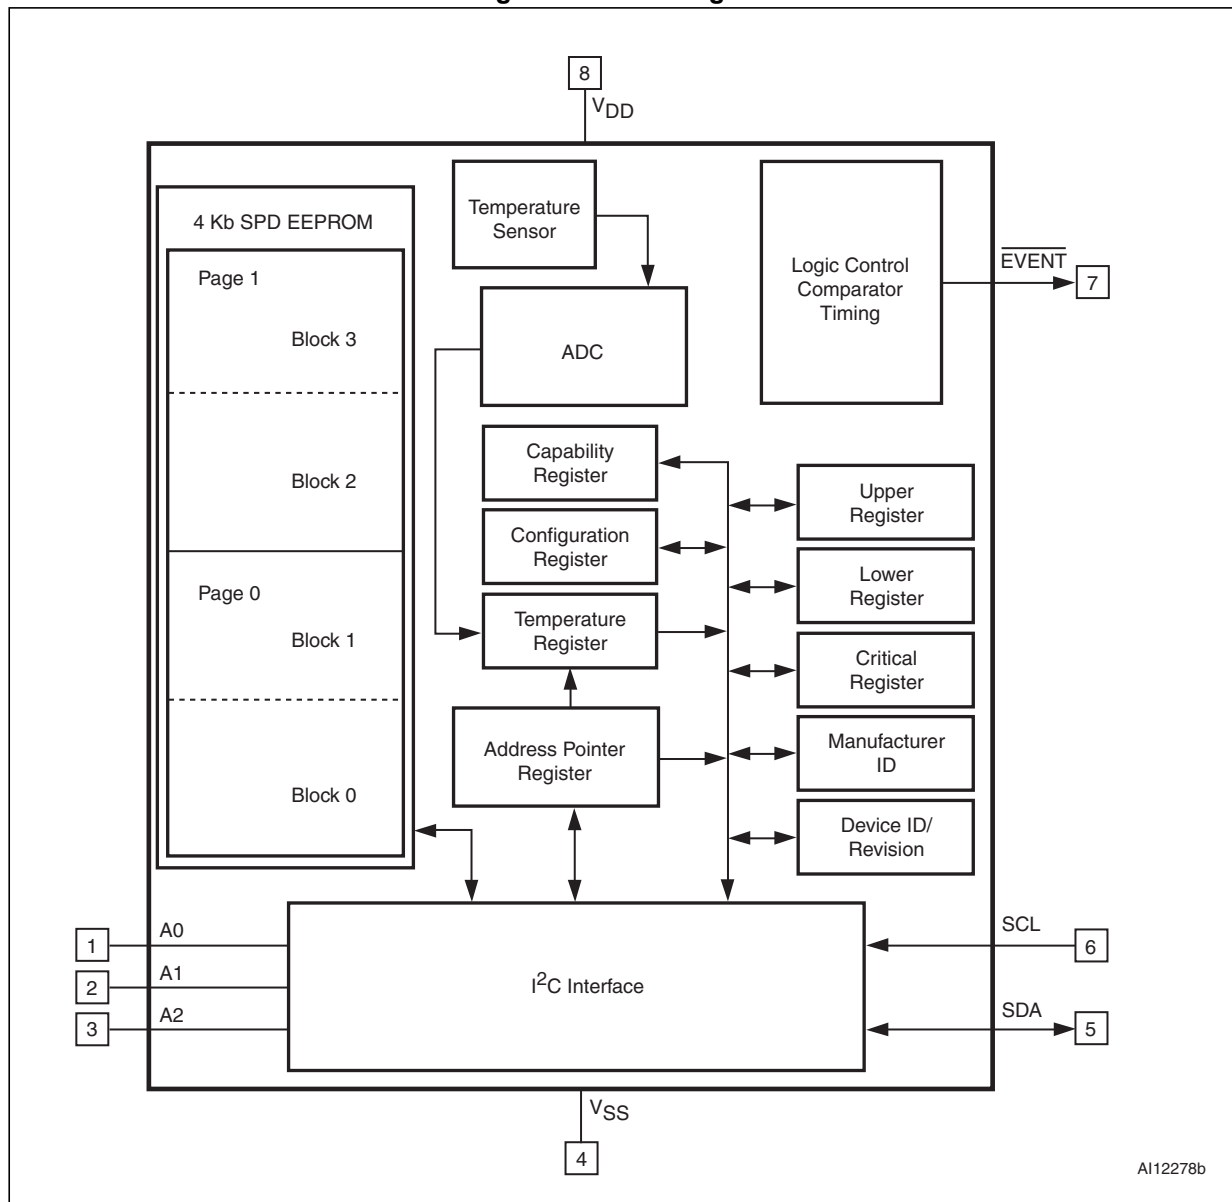 8
VDD
4 Kb SPD EEPROM
Page 1
Block 3
Block 2
Page 0
Block 1
Block 0
Temperature
Sensor
ADC
Logic Control
Comparator
Timing
EVENT
7
Capability
Register
Configuration
Register
Temperature
Register
Address Pointer
Register
Upper
Register
Lower
Register
Critical
Register
Manufacturer
ID
Device ID/
Revision
1
A0
2
A1
3
A2
I2C Interface
SCL
6
SDA
5
VSS
4
AI12278b